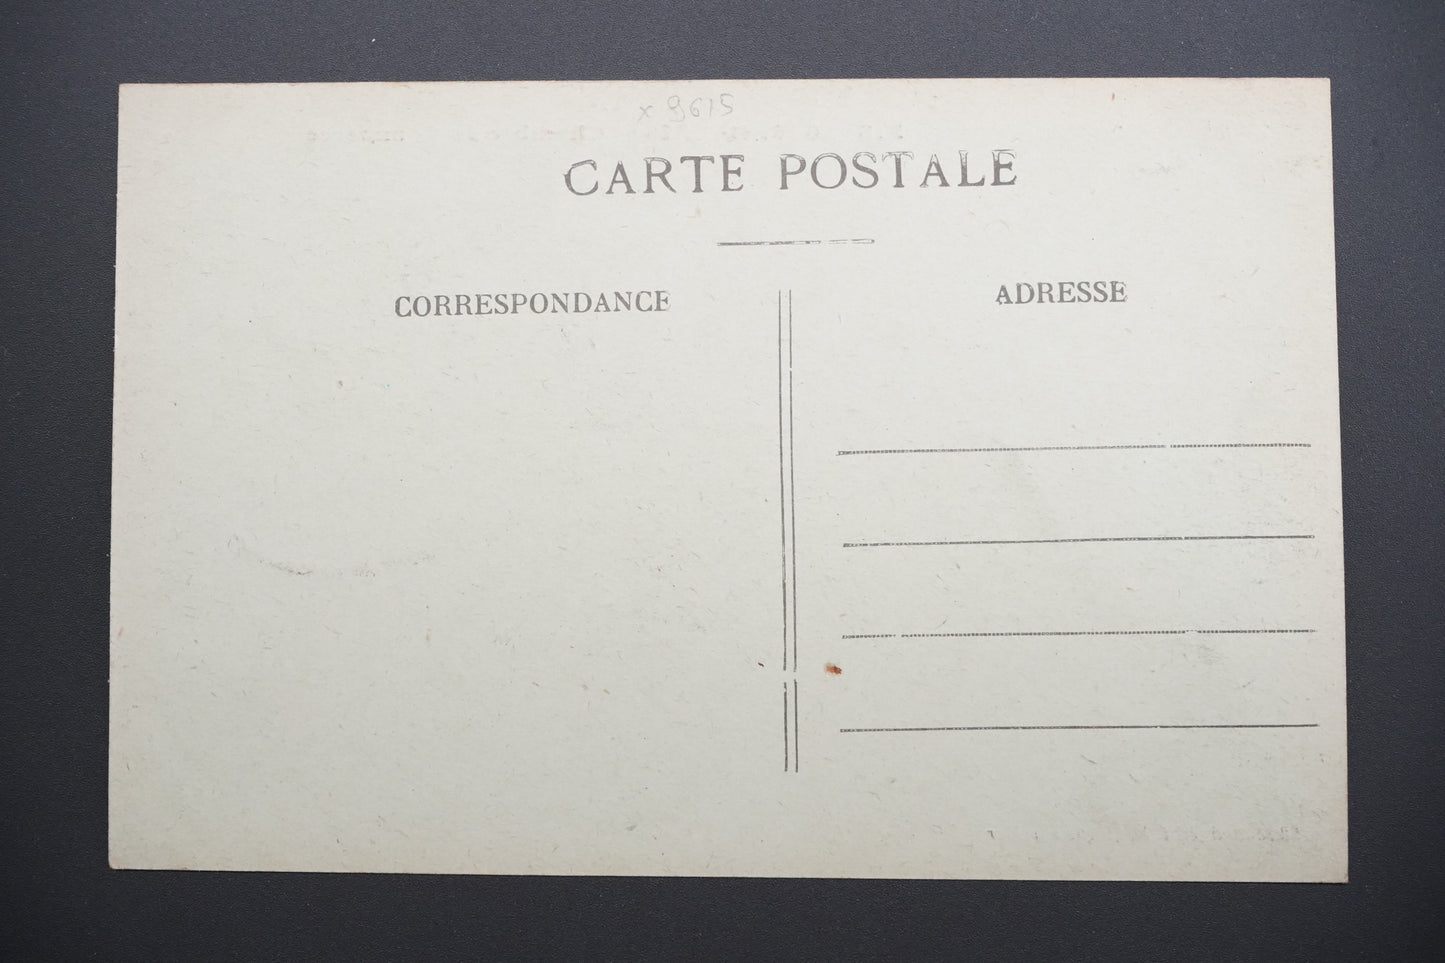 x 9615
CARTE POSTALE
CORRESPONDANCE
ADRESSE